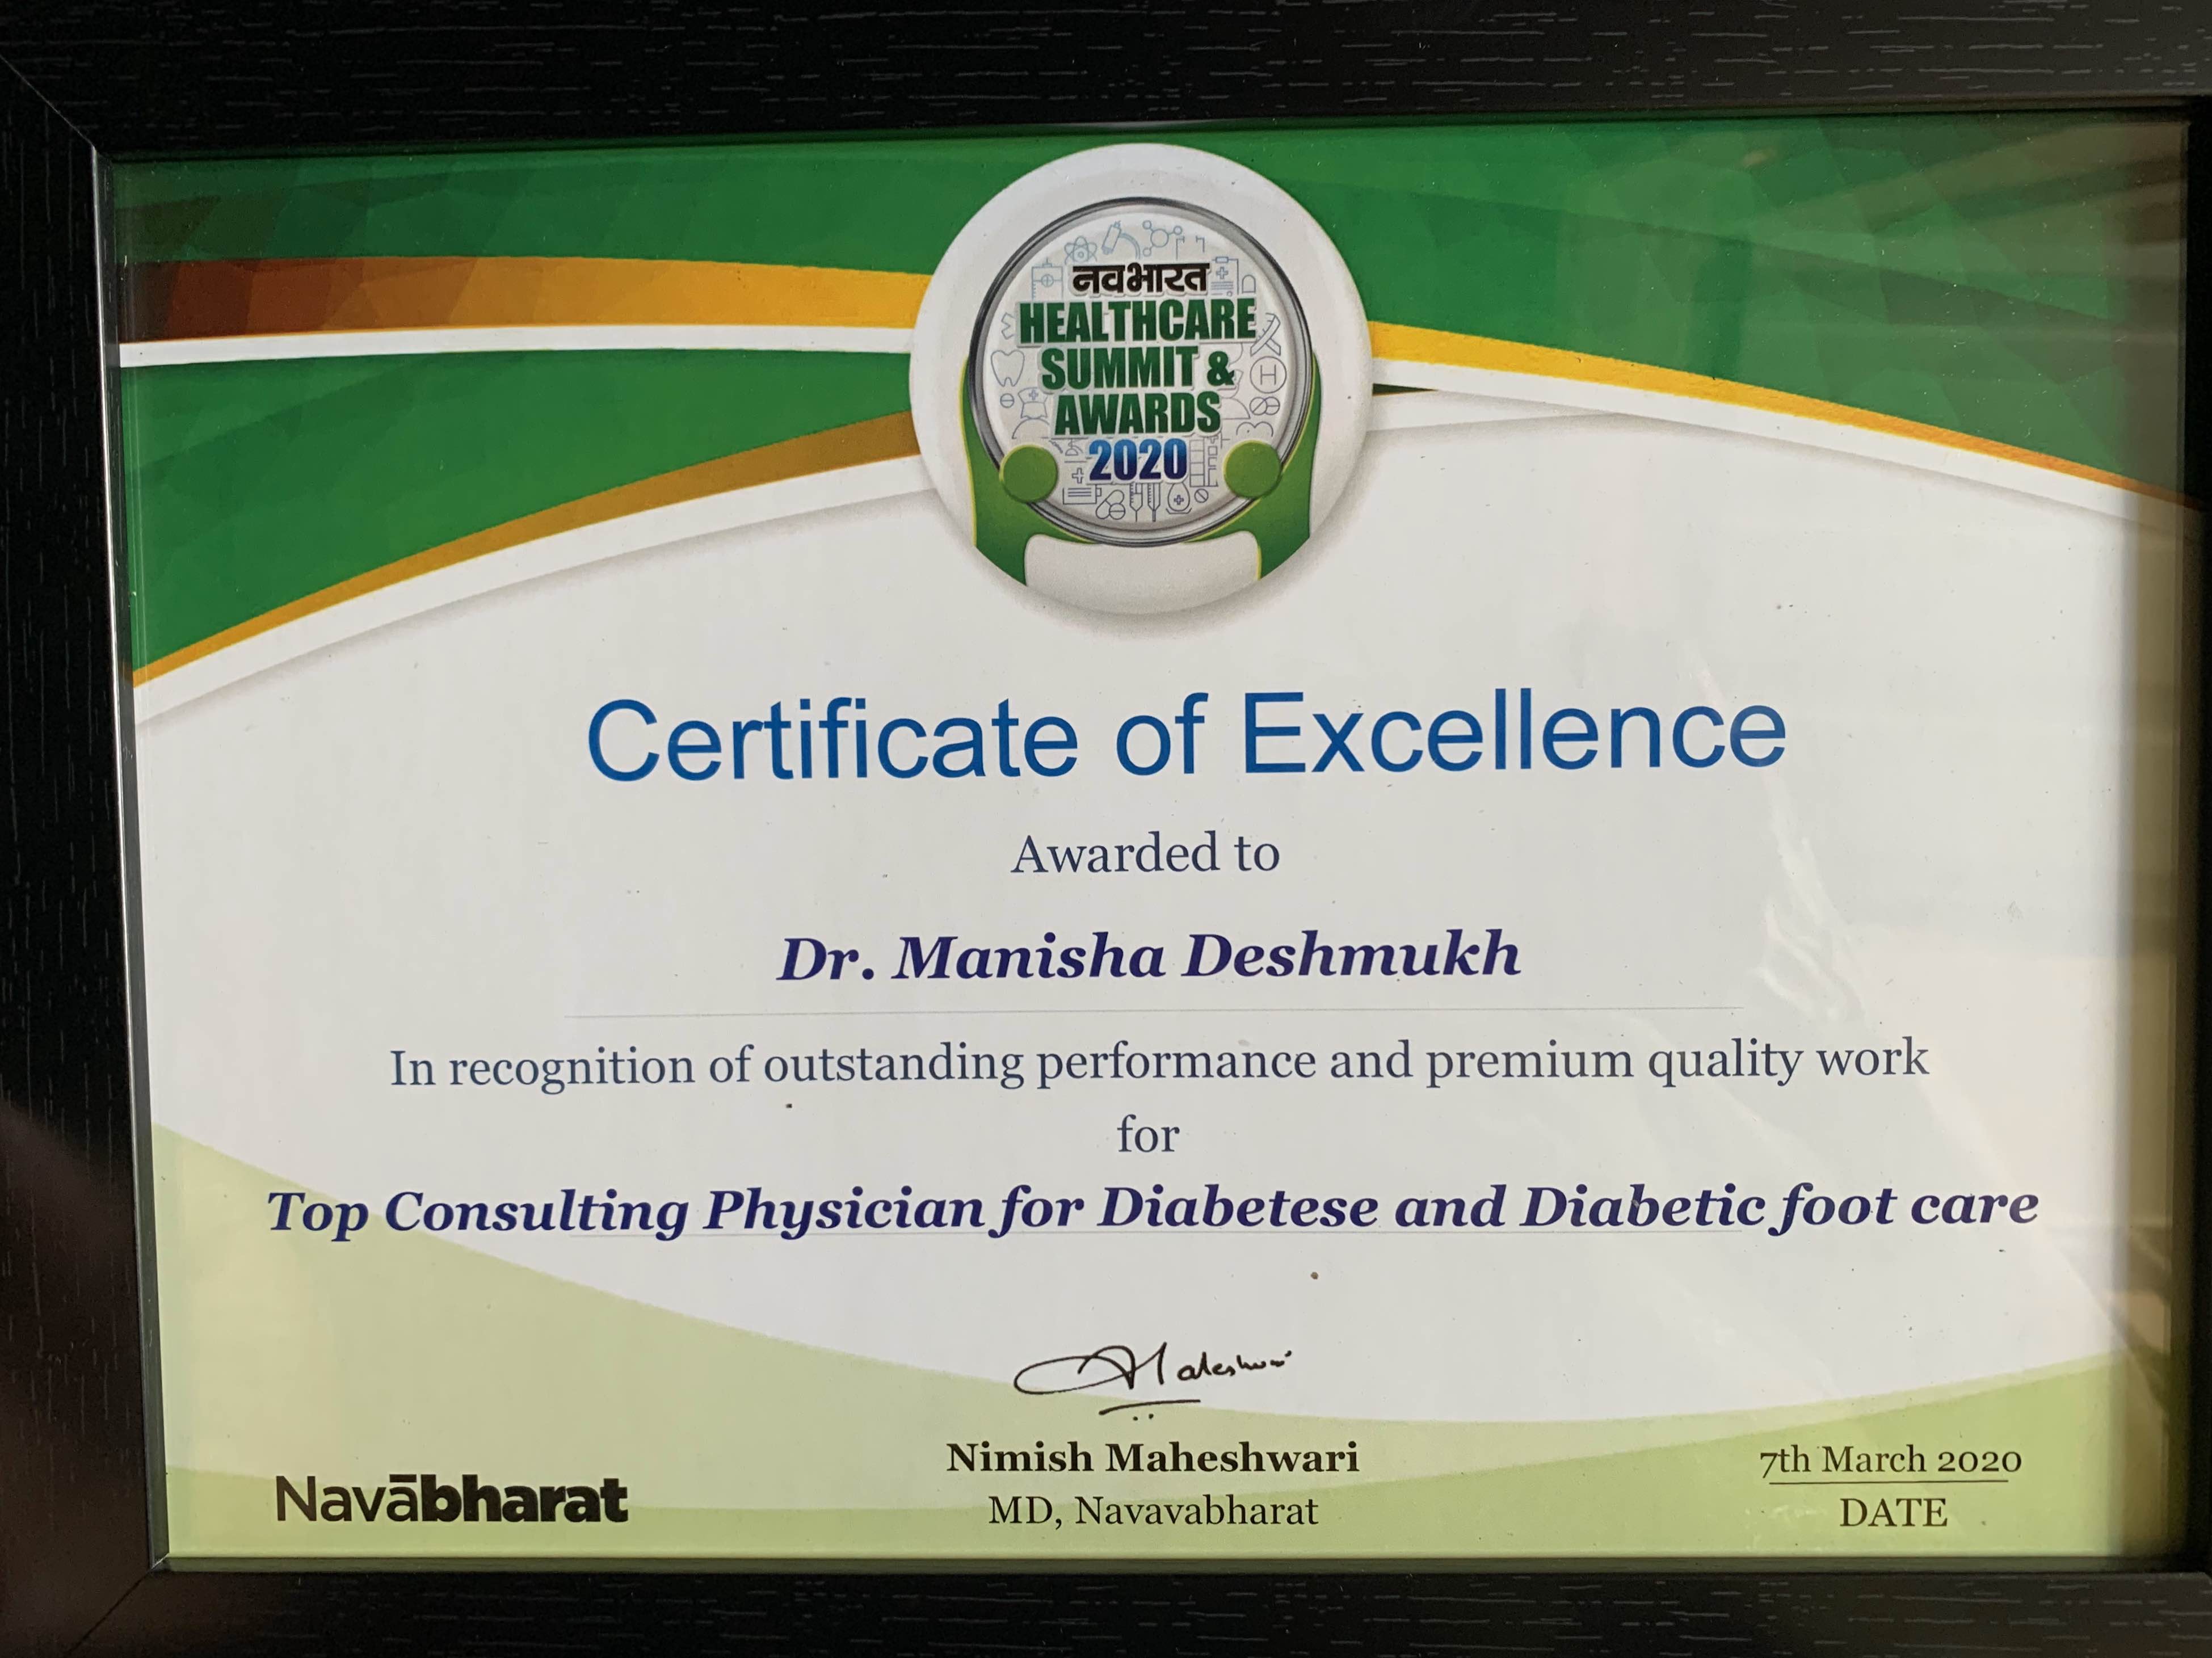 नवभारत
HEALTHCARE
SUMMIT &
AWARDS
2020
Certificate of Excellence
Awarded to
Dr. Manisha Deshmukh
In recognition of outstanding performance and premium quality work
for
Top Consulting Physician for Diabetese and Diabetic foot care
Nimish Maheshwari
MD, Navavabharat
Navābharat
7th March 2020
DATE